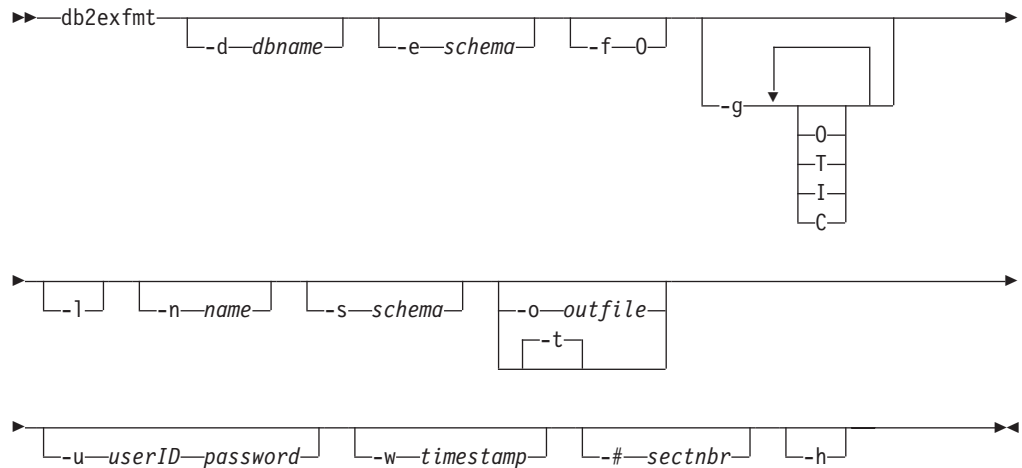 db2exfmt
-d dbname -e schema -f O
-g
O
T
I
C
-l -n name -s schema -o outfile
-t
-u userID password -w timestamp -# sectnbr -h